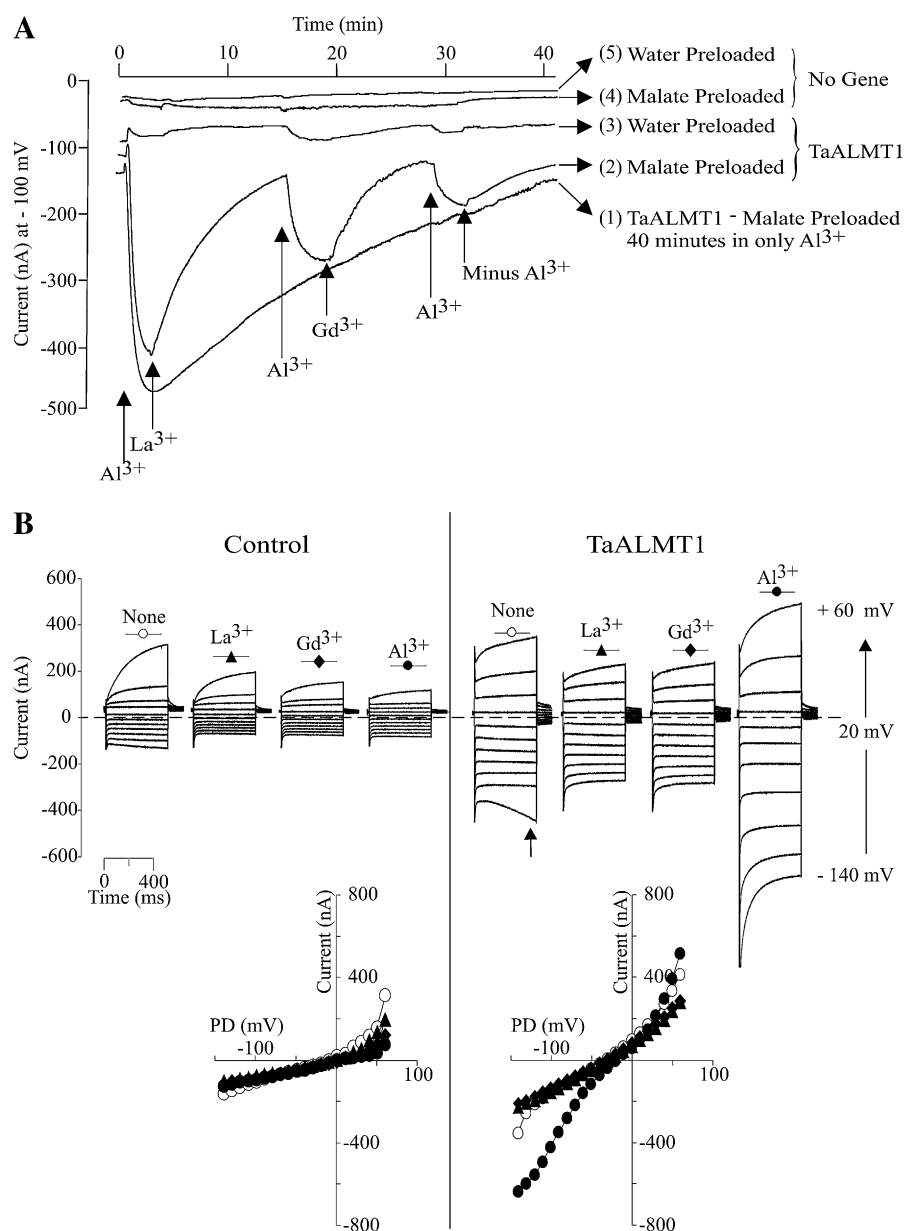 A
Time (min)
0 10 20 30 40
Current (nA) at - 100 mV
0
-100
-200
-300
-400
-500
(5) Water Preloaded
(4) Malate Preloaded
No Gene
(3) Water Preloaded
(2) Malate Preloaded
TaALMT1
(1) TaALMT1 - Malate Preloaded
40 minutes in only Al3+
Al3+
La3+
Al3+
Gd3+
Al3+
Minus Al3+
B
Control
TaALMT1
Current (nA)
600
400
200
0
-200
-400
-600
None
La3+
Gd3+
Al3+
None
La3+
Gd3+
Al3+
+ 60 mV
20 mV
- 140 mV
0 400
Time (ms)
Current (nA)
800
400
-400
-800
PD (mV)
-100
100
Current (nA)
800
400
-400
-800
PD (mV)
-100
100